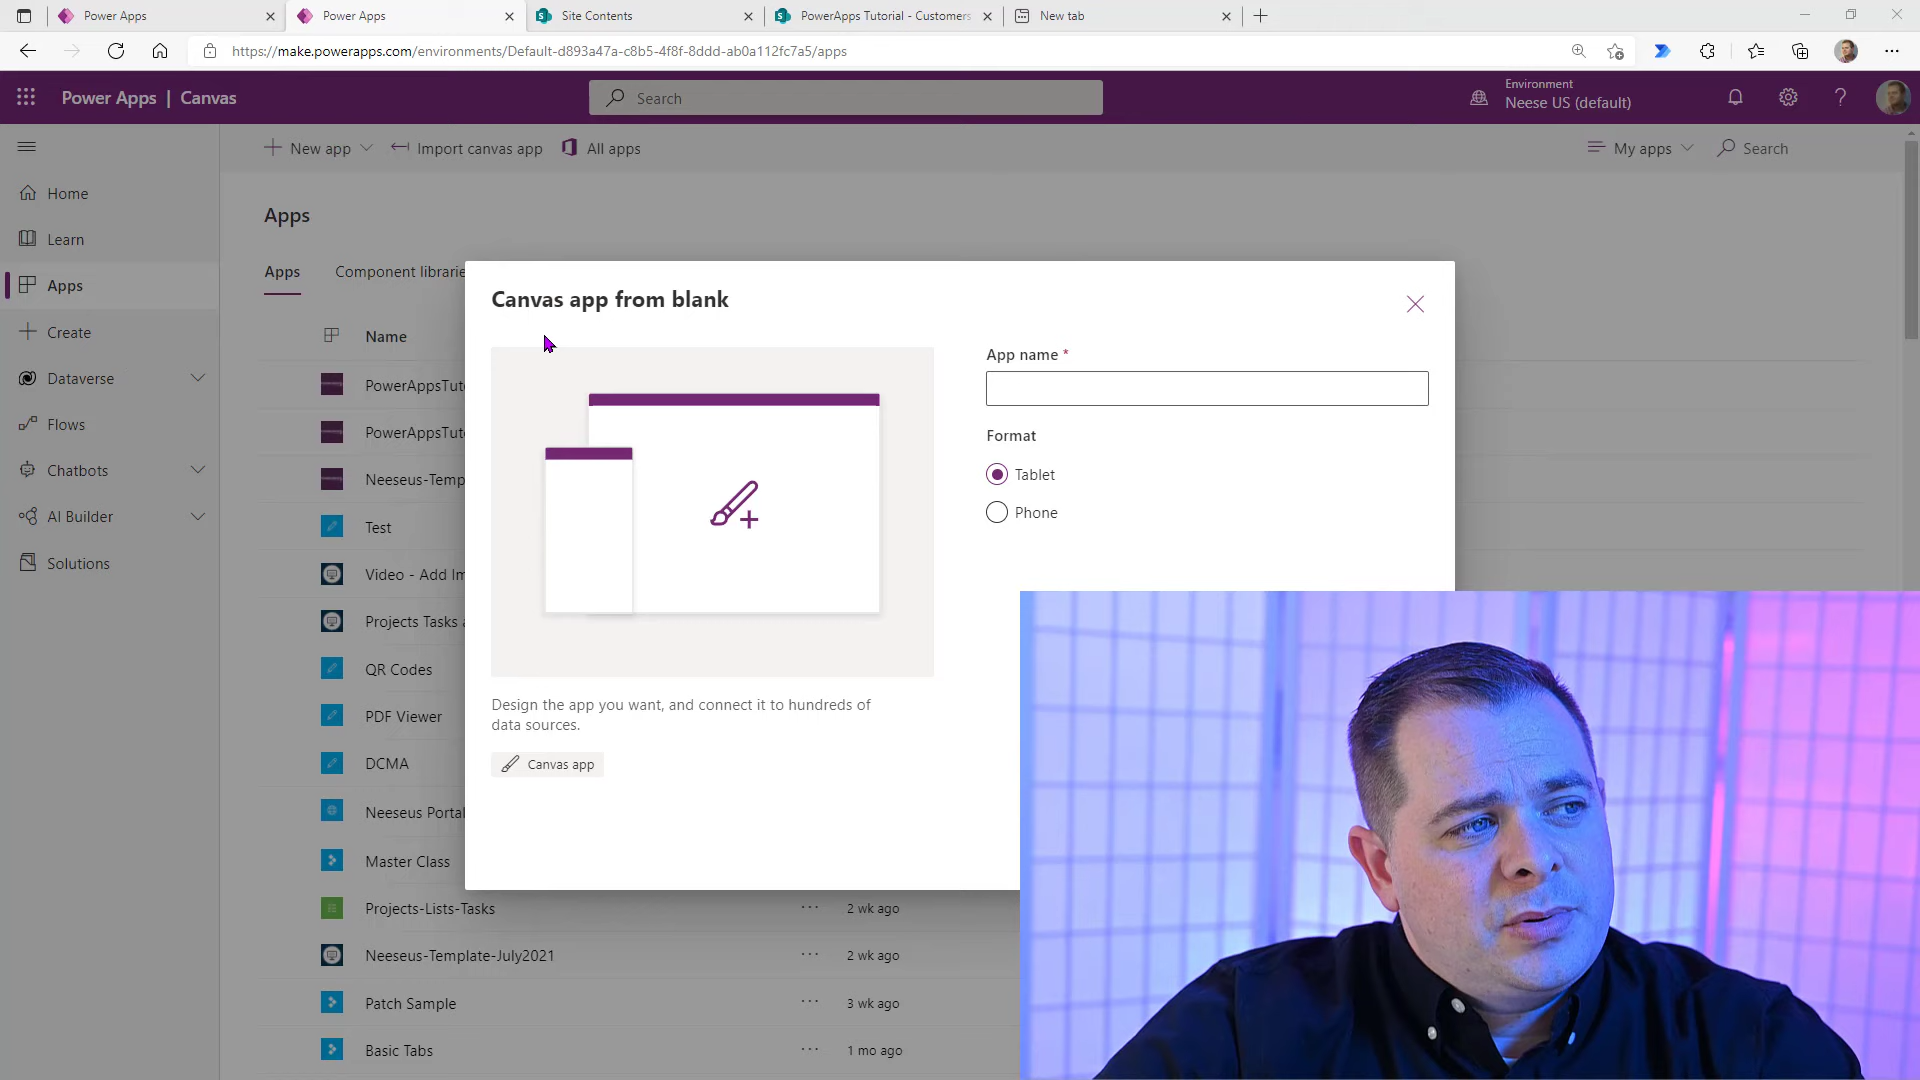 Power Apps
Power Apps
Site Contents
PowerApps Tutorial - Customers
New tab
https://make.powerapps.com/environments/Default-d893a47a-c8b5-4f8f-8ddd-ab0a112fc7a5/apps
Power Apps | Canvas
Search
Environment
Neese US (default)
New app
Import canvas app
All apps
My apps
Search
Home
Learn
Apps
Create
Dataverse
Flows
Chatbots
AI Builder
Solutions
Apps
Apps
Component librarie
Name
PowerAppsTuto
PowerAppsTuto
Neeseus-Temp
Test
Video - Add Im
Projects Tasks a
QR Codes
PDF Viewer
DCMA
Neeseus Portal
Master Class
Projects-Lists-Tasks
2 wk ago
Neeseus-Template-July2021
2 wk ago
Patch Sample
3 wk ago
Basic Tabs
1 mo ago
Canvas app from blank
Design the app you want, and connect it to hundreds of
data sources.
Canvas app
App name *
Format
Tablet
Phone